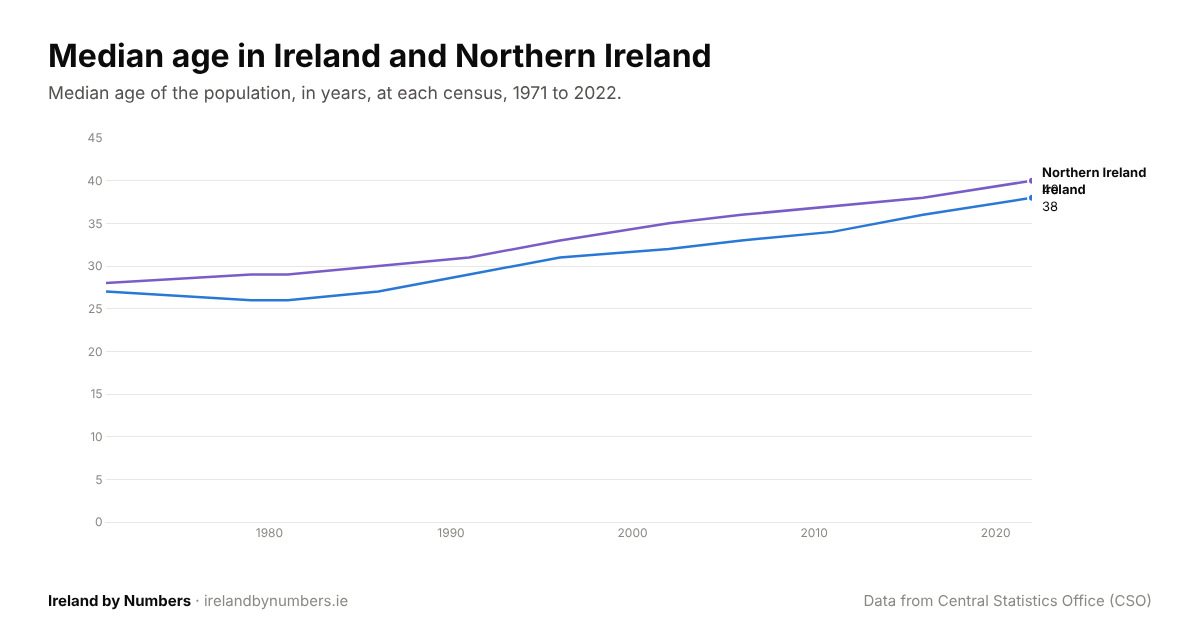 Median age in Ireland and Northern Ireland
Median age of the population, in years, at each census, 1971 to 2022.
45
40
35
30
25
20
15
10
5
0
1980
1990
2000
2010
2020
Northern Ireland
40
Ireland
38
Ireland by Numbers · irelandbynumbers.ie
Data from Central Statistics Office (CSO)